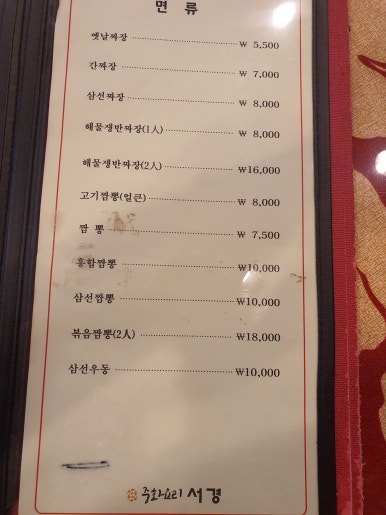 면 류
옛날짜장 ₩ 5,500
간짜장 ₩ 7,000
삼선짜장 ₩ 8,000
해물쟁반짜장(1人) ₩ 8,000
해물쟁반짜장(2人) ₩16,000
고기짬뽕(얼큰) ₩ 8,000
짬 뽕 ₩ 7,500
홍합짬뽕 ₩10,000
삼선짬뽕 ₩10,000
볶음짬뽕(2人) ₩18,000
삼선우동 ₩10,000
중화요리 서경